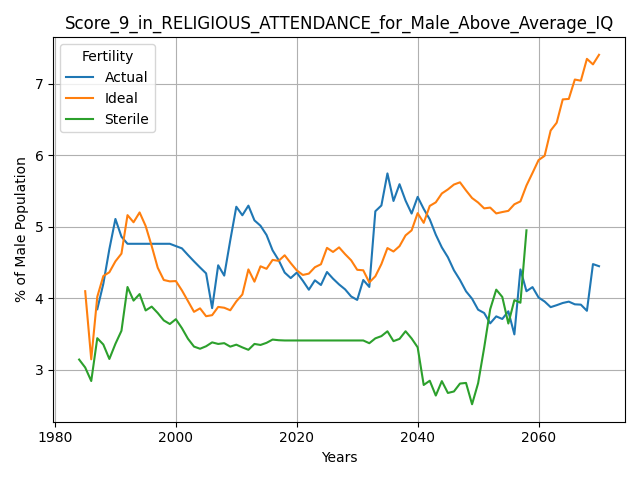 Score_9_in_RELIGIOUS_ATTENDANCE_for_Male_Above_Average_IQ
Fertility
Actual
Ideal
Sterile
% of Male Population
7
6
5
4
3
1980
2000
2020
2040
2060
Years